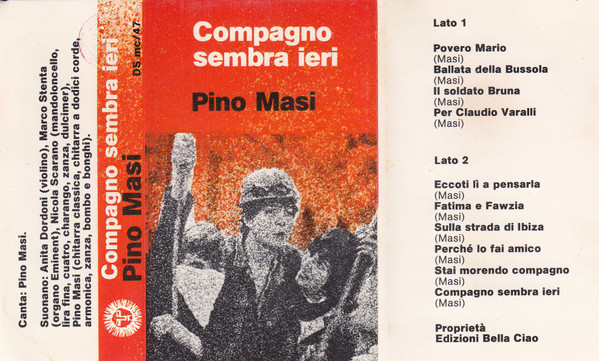 Canta: Pino Masi.
Suonano: Anita Dordoni (violino), Marco Stenta
(organo Eminent), Nicola Scarano (mandoloncello,
lira fina, cuatro, charango, zanza, dulcimer),
Pino Masi (chitarra classica, chitarra a dodici corde,
armonica, zanza, bombo e bonghi).
Compagno sembra ieri
Pino Masi
DS mc/47
Compagno
sembra ieri
Pino Masi
Lato 1
Povero Mario
(Masi)
Ballata della Bussola
(Masi)
Il soldato Bruna
(Masi)
Per Claudio Varalli
(Masi)
Lato 2
Eccoti lì a pensarla
(Masi)
Fatima e Fawzia
(Masi)
Sulla strada di Ibiza
(Masi)
Perché lo fai amico
(Masi)
Stai morendo compagno
(Masi)
Compagno sembra ieri
(Masi)
Proprietà
Edizioni Bella Ciao